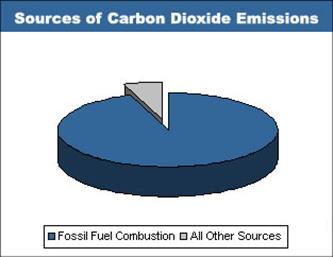 Sources of Carbon Dioxide Emissions
Fossil Fuel Combustion All Other Sources